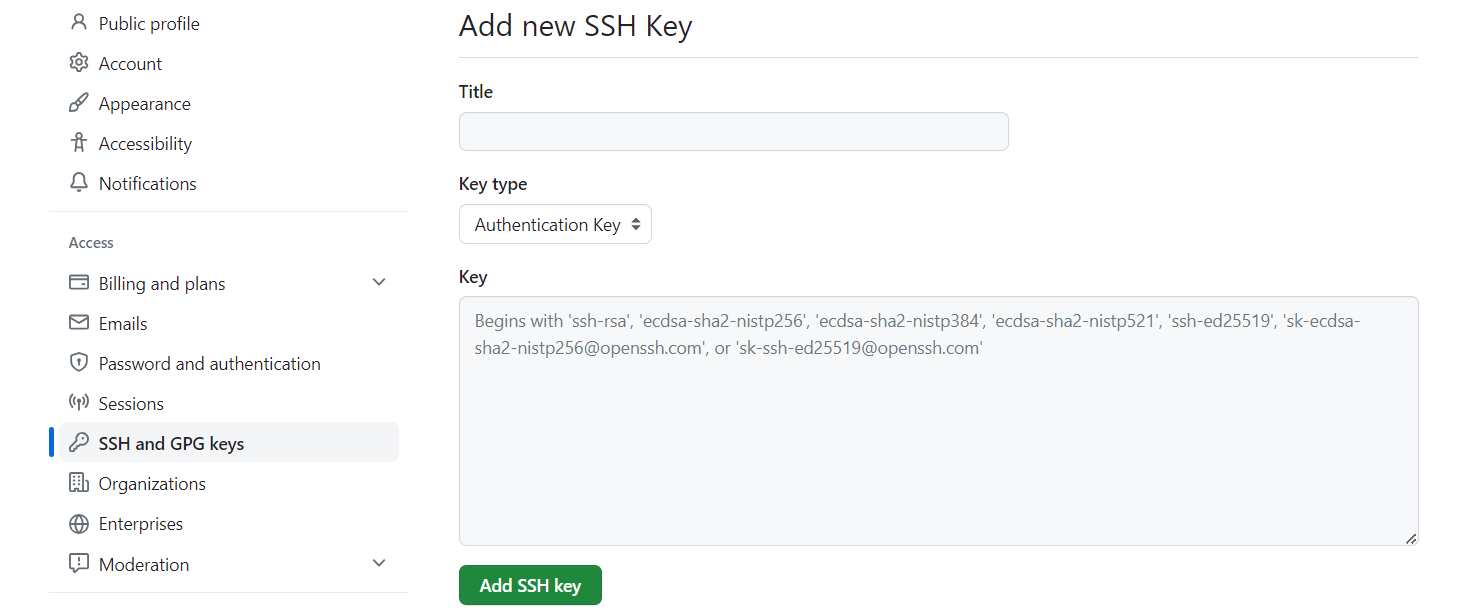 Public profile
Account
Appearance
Accessibility
Notifications
Access
Billing and plans
Emails
Password and authentication
Sessions
SSH and GPG keys
Organizations
Enterprises
Moderation
Add new SSH Key
Title
Key type
Authentication Key
Key
Begins with 'ssh-rsa', 'ecdsa-sha2-nistp256', 'ecdsa-sha2-nistp384', 'ecdsa-sha2-nistp521', 'ssh-ed25519', 'sk-ecdsa-
sha2-nistp256@openssh.com', or 'sk-ssh-ed25519@openssh.com'
Add SSH key